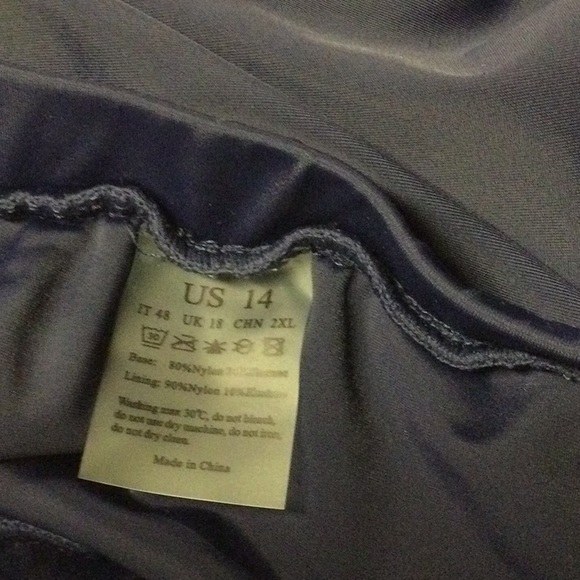 US 14
IT 48 UK 18 CHN 2XL
30
Base: 80%Nylon
Lining: 90%Nylon 10%Elastane
Washing max 30℃, do not bleach,
do not use dry machine, do not iron,
do not dry clean.
Made in China